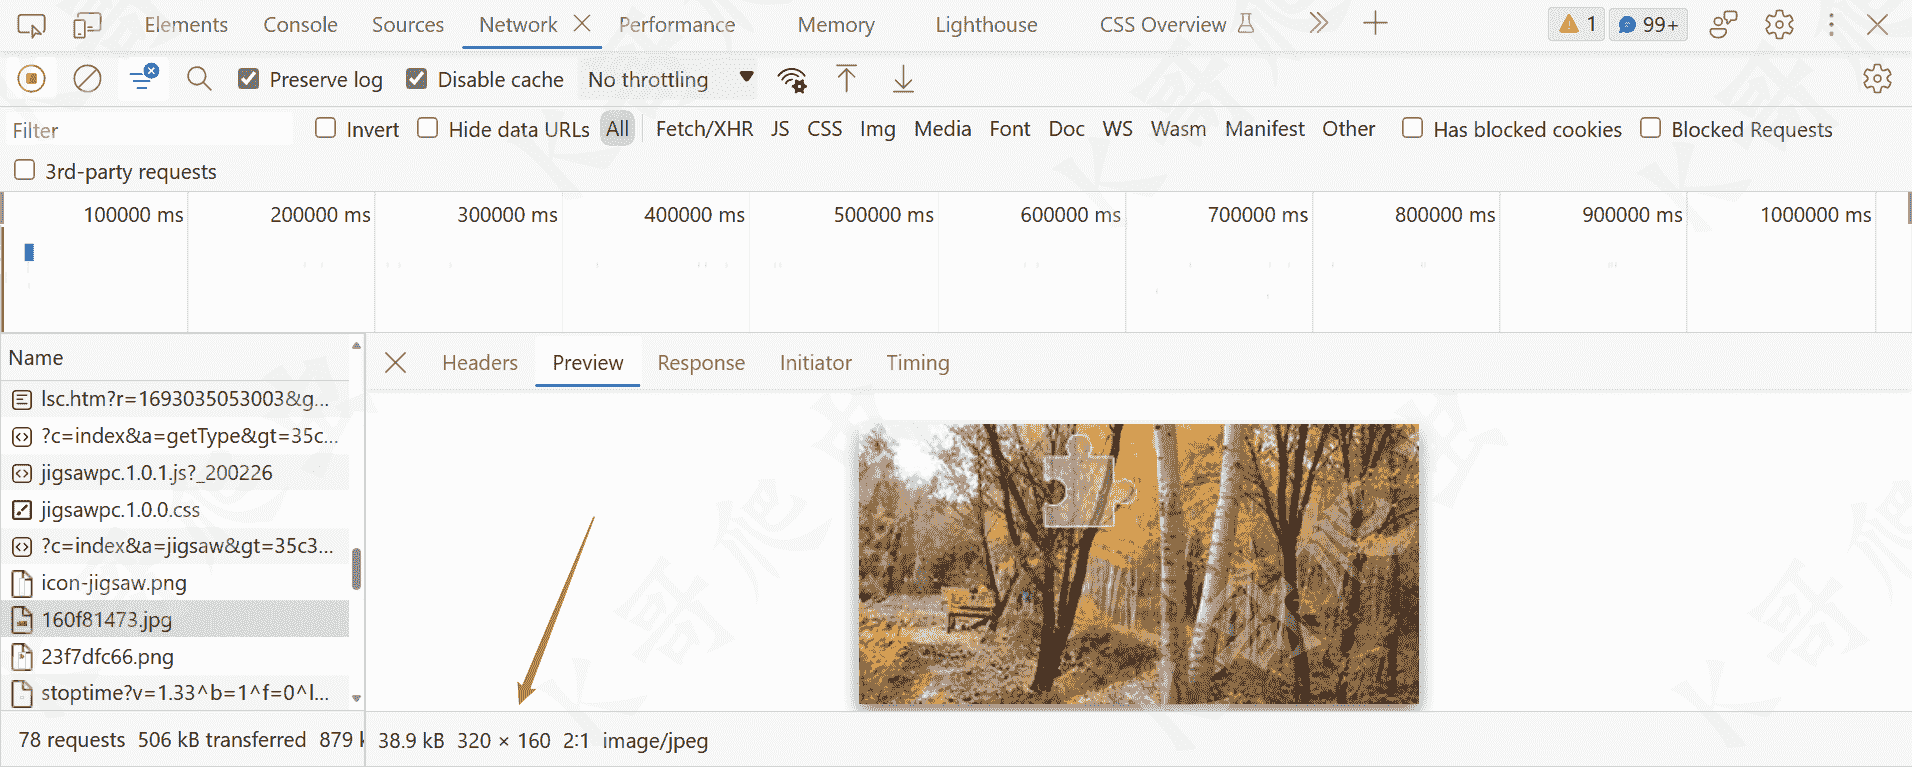 Elements Console Sources Network Performance Memory Lighthouse CSS Overview 1 99+
Preserve log Disable cache No throttling
Filter Invert Hide data URLs All Fetch/XHR JS CSS Img Media Font Doc WS Wasm Manifest Other Has blocked cookies Blocked Requests
3rd-party requests
100000 ms 200000 ms 300000 ms 400000 ms 500000 ms 600000 ms 700000 ms 800000 ms 900000 ms 1000000 ms
Name
Headers Preview Response Initiator Timing
lsc.htm?r=1693035053003&g...
?c=index&a=getType&gt=35c...
jigsawpc.1.0.1.js?_200226
jigsawpc.1.0.0.css
?c=index&a=jigsaw&gt=35c3...
icon-jigsaw.png
160f81473.jpg
23f7dfc66.png
stoptime?v=1.33^b=1^f=0^l...
78 requests 506 kB transferred 879 k
38.9 kB 320 × 160 2:1 image/jpeg
K哥爬虫